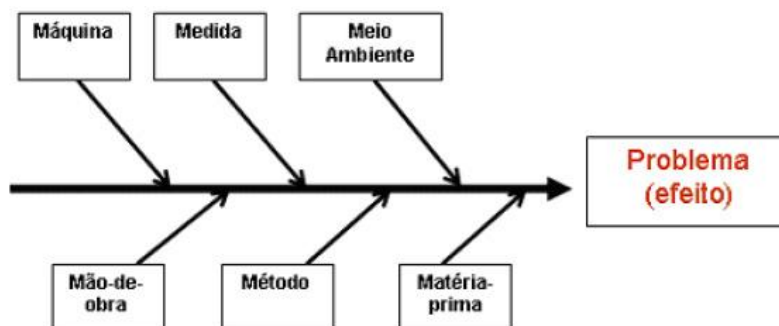 Máquina
Medida
Meio
Ambiente
Problema
(efeito)
Mão-de-
obra
Método
Matéria-
prima